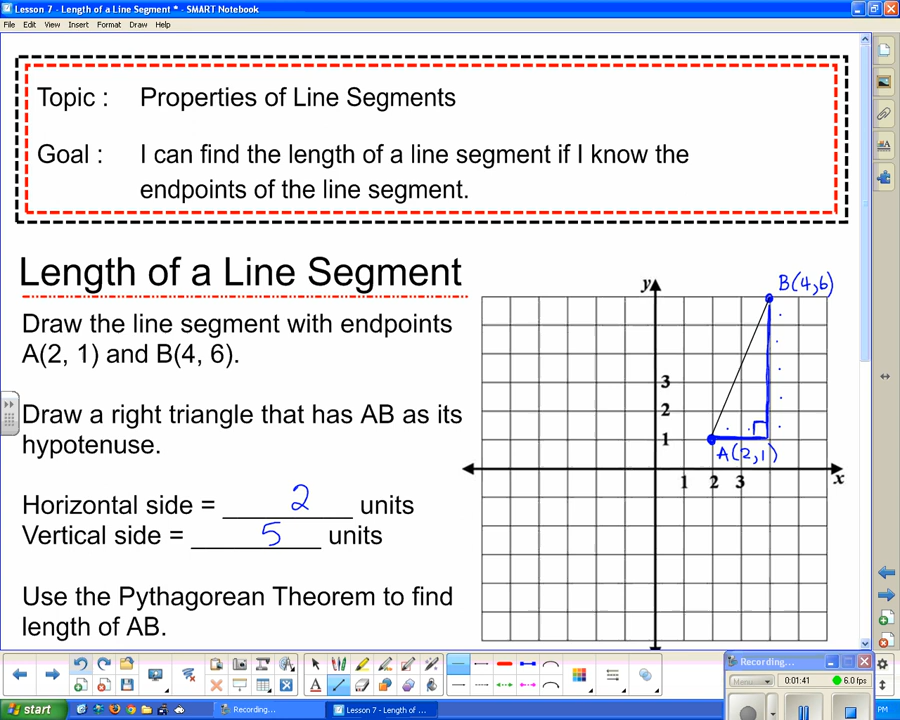 Lesson 7 - Length of a Line Segment * - SMART Notebook
File Edit View Insert Format Draw Help
Topic : Properties of Line Segments
Goal : I can find the length of a line segment if I know the
endpoints of the line segment.
Length of a Line Segment
Draw the line segment with endpoints
A(2, 1) and B(4, 6).
Draw a right triangle that has AB as its
hypotenuse.
Horizontal side = 2 units
Vertical side = 5 units
Use the Pythagorean Theorem to find
length of AB.
y
B(4,6)
3
2
1
A(2,1)
x
1 2 3
Recording...
Menu
0:01:41
6.0 fps
start
Recording...
Lesson 7 - Length of ...
PM